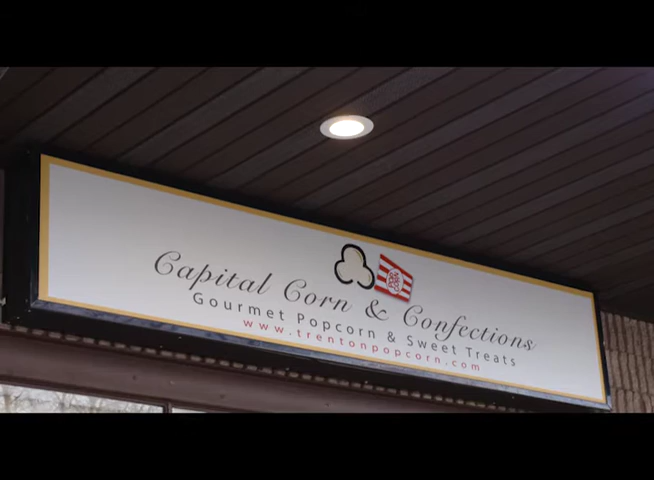 Capital Corn & Confections
Gourmet Popcorn & Sweet Treats
www.trentonpopcorn.com